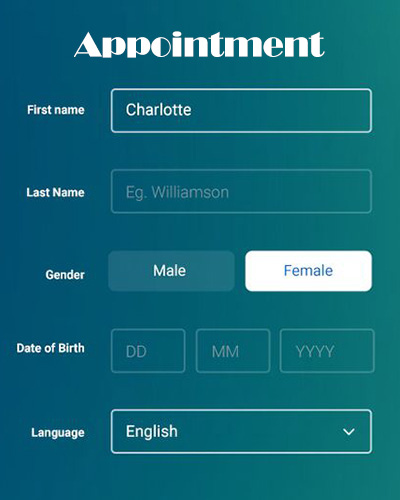 Appointment
First name Charlotte
Last Name Eg. Williamson
Gender Male Female
Date of Birth DD MM YYYY
Language English